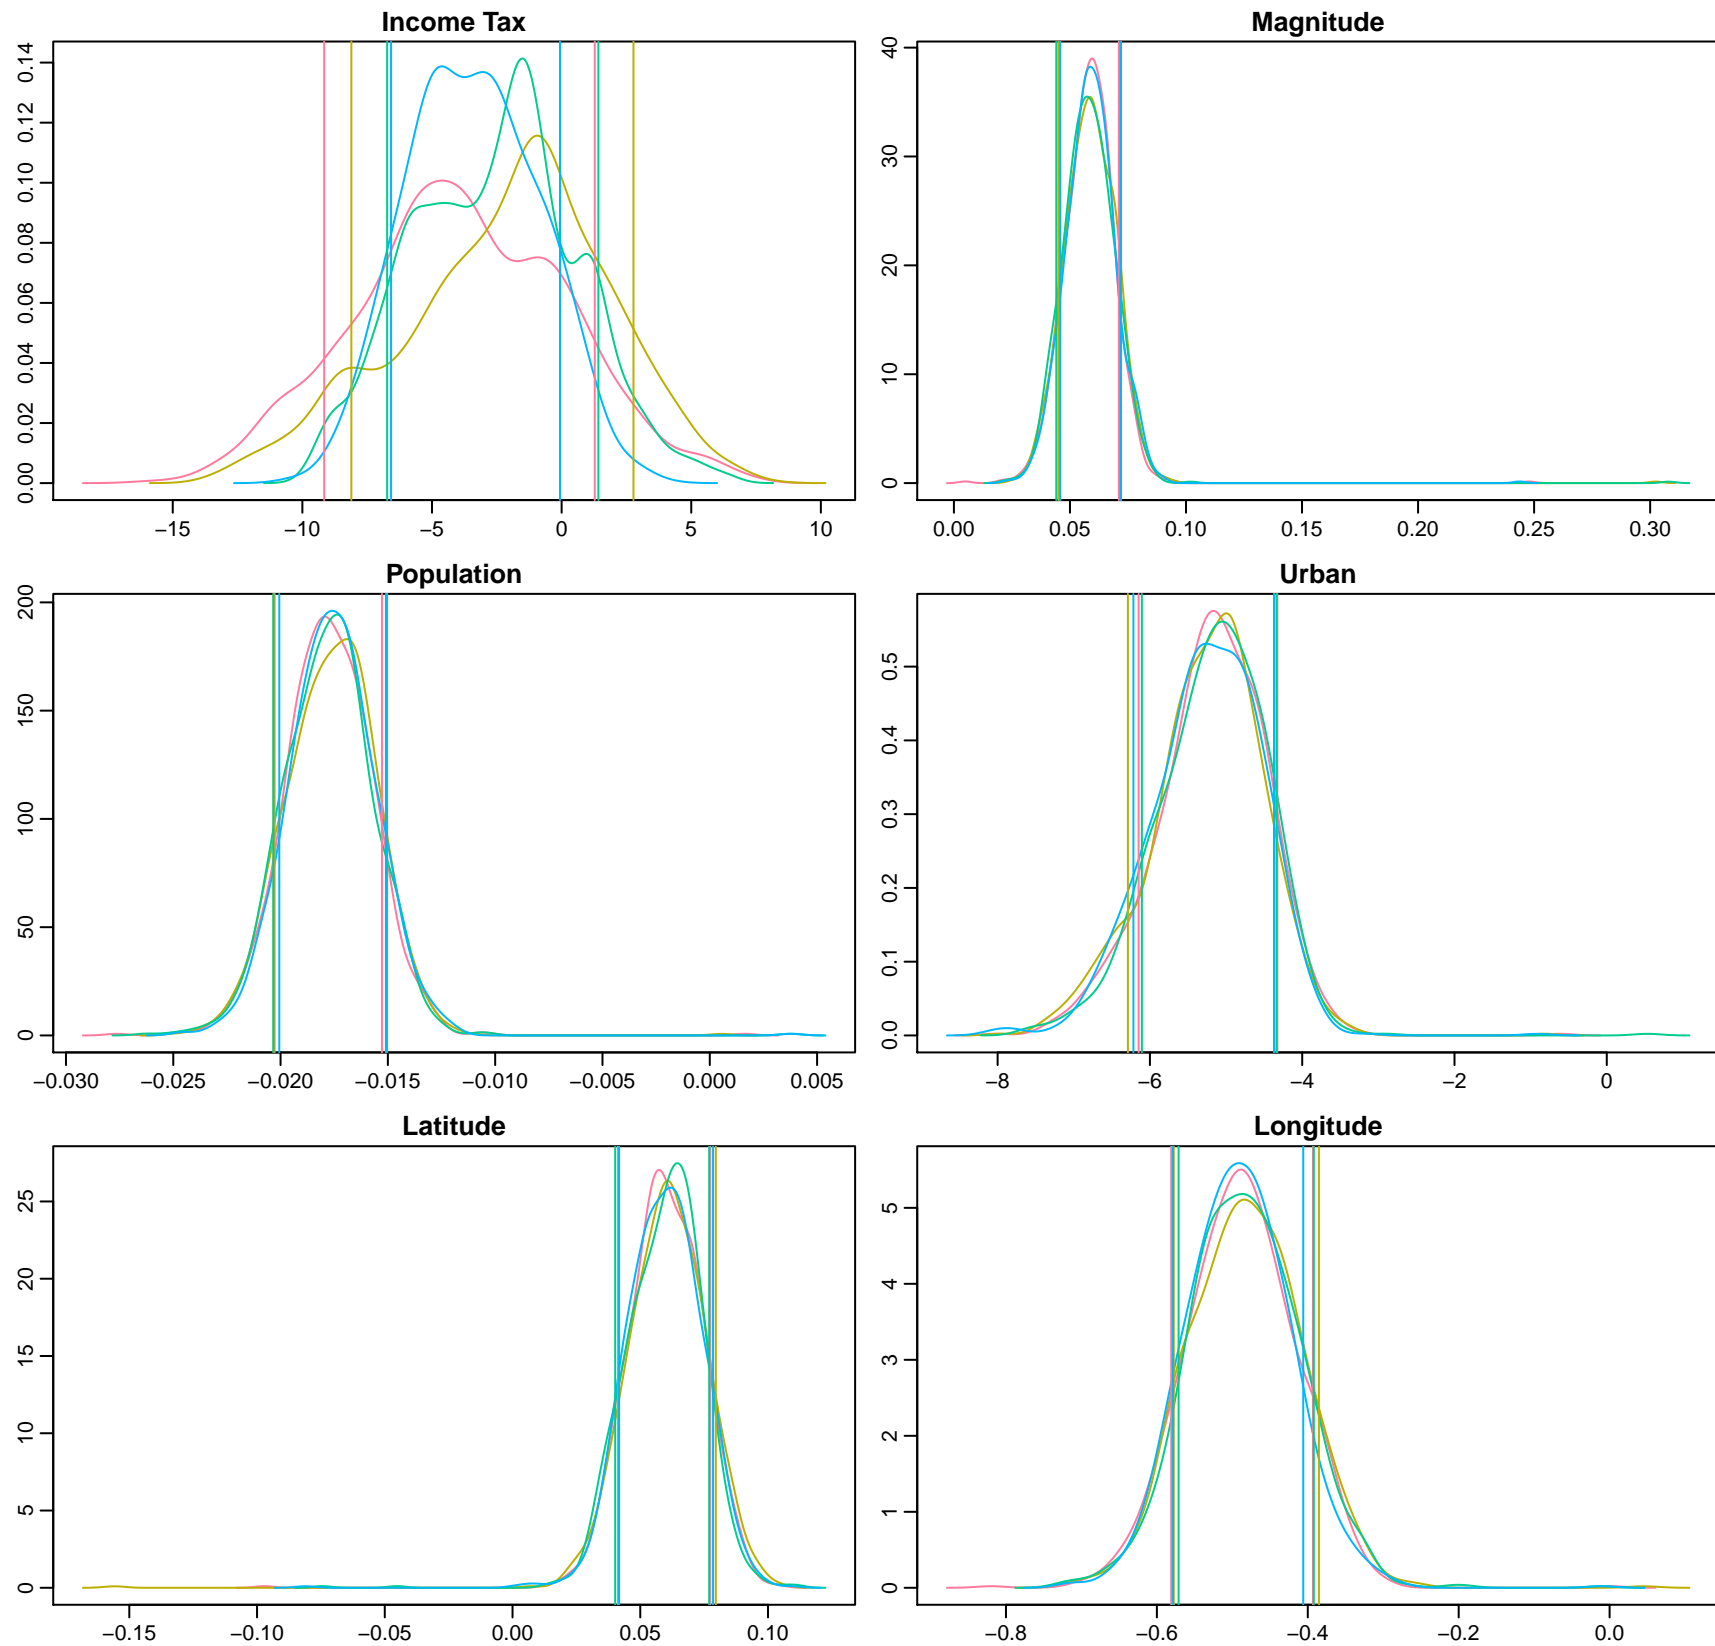 Income Tax
0.00 0.02 0.04 0.06 0.08 0.10 0.12 0.14
−15 −10 −5 0 5 10
Magnitude
0 10 20 30 40
0.00 0.05 0.10 0.15 0.20 0.25 0.30
Population
0 50 100 150 200
−0.030 −0.025 −0.020 −0.015 −0.010 −0.005 0.000 0.005
Urban
0.0 0.1 0.2 0.3 0.4 0.5
−8 −6 −4 −2 0
Latitude
0 5 10 15 20 25
−0.15 −0.10 −0.05 0.00 0.05 0.10
Longitude
0 1 2 3 4 5
−0.8 −0.6 −0.4 −0.2 0.0